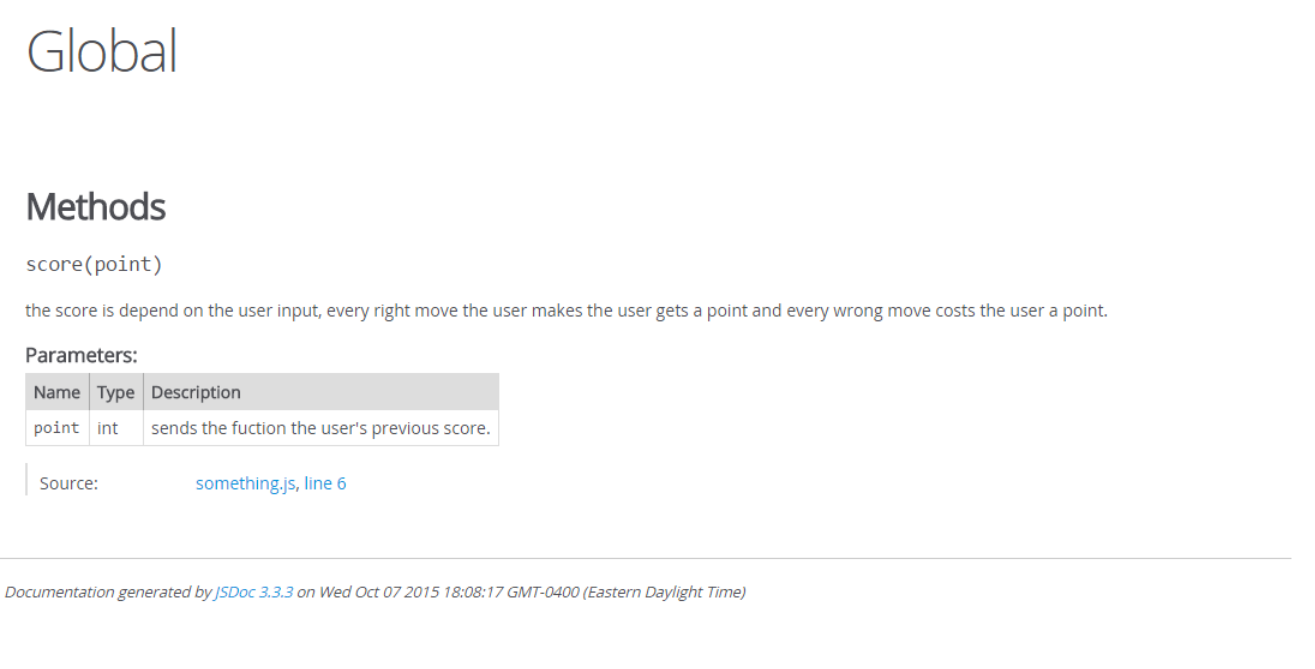 Global
Methods
score(point)
the score is depend on the user input, every right move the user makes the user gets a point and every wrong move costs the user a point.
Parameters:
Name Type Description
point int sends the fuction the user's previous score.
Source: something.js, line 6
Documentation generated by JSDoc 3.3.3 on Wed Oct 07 2015 18:08:17 GMT-0400 (Eastern Daylight Time)